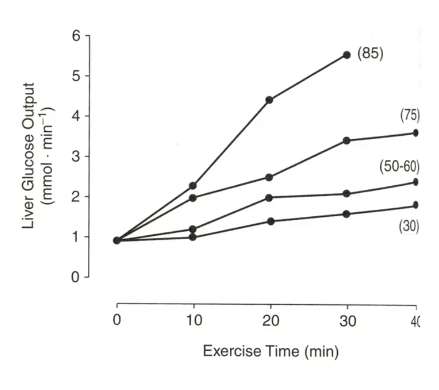 6
5
4
3
2
1
0
Liver Glucose Output
(mmol · min⁻¹)
(85)
(75)
(50-60)
(30)
0 10 20 30 4
Exercise Time (min)